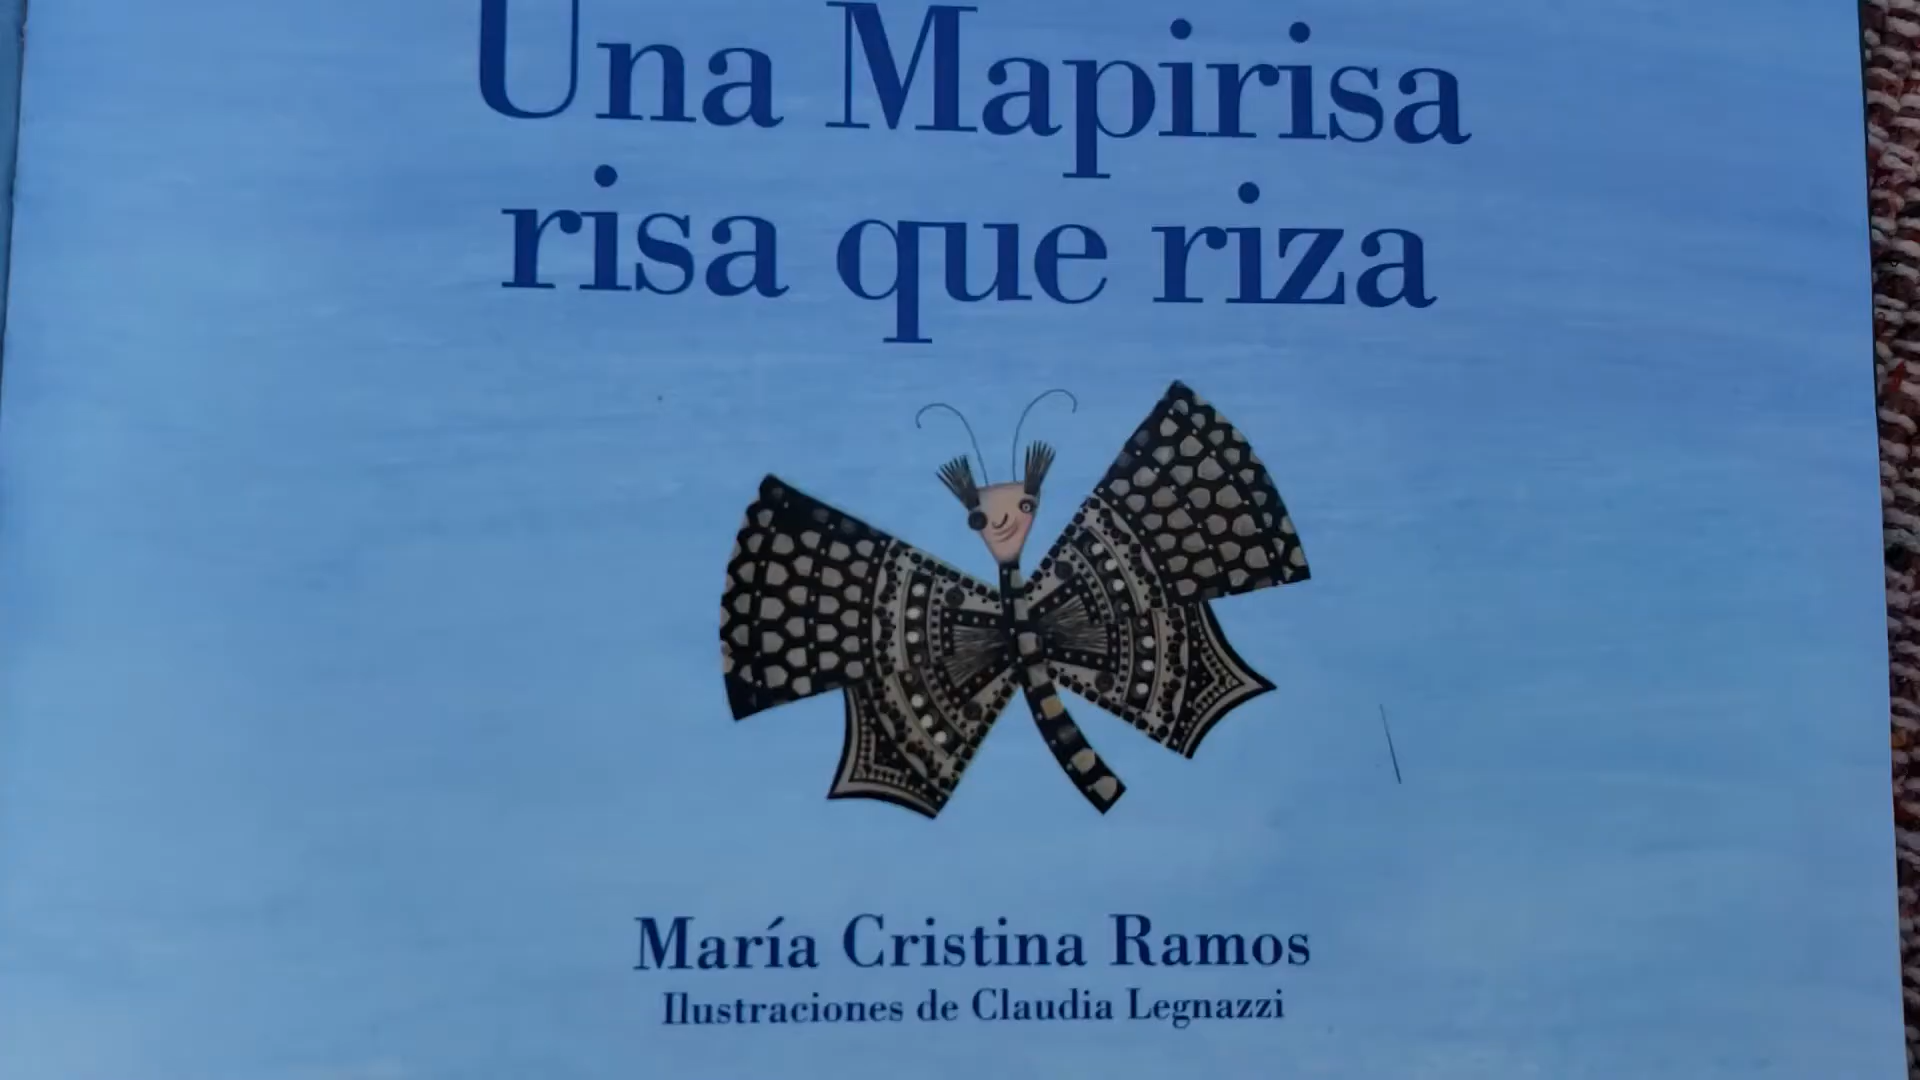 Una Mapirisa
risa que riza
María Cristina Ramos
Ilustraciones de Claudia Legnazzi